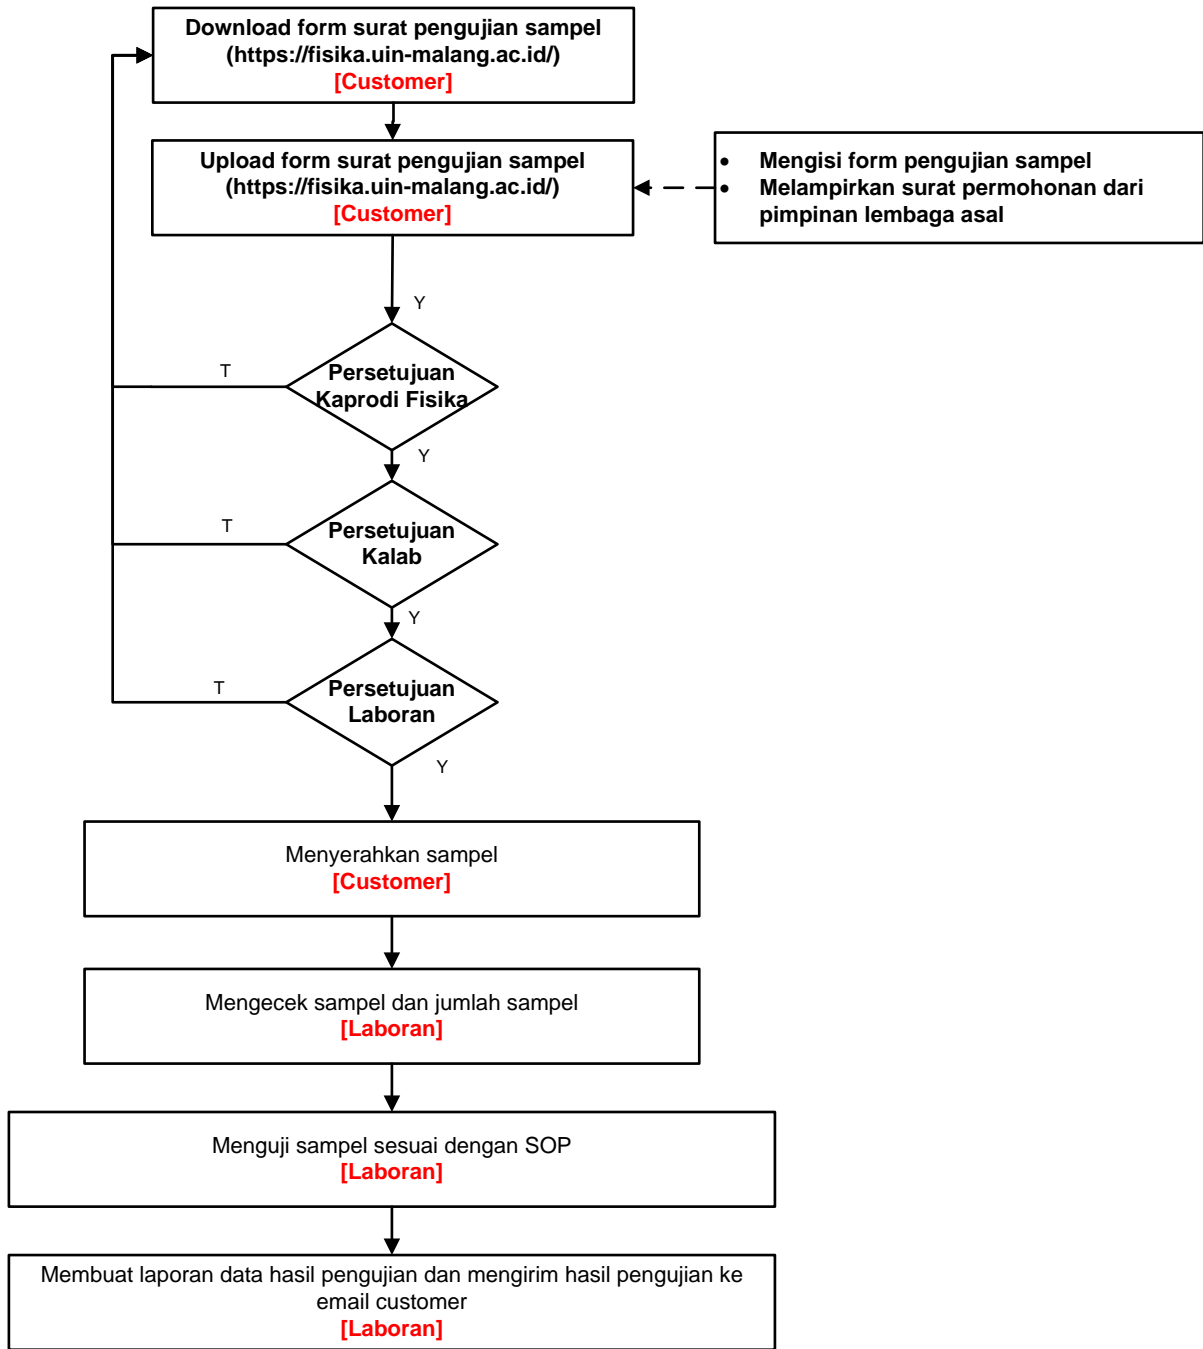 Download form surat pengujian sampel
(https://fisika.uin-malang.ac.id/)
[Customer]
Upload form surat pengujian sampel
(https://fisika.uin-malang.ac.id/)
[Customer]
• Mengisi form pengujian sampel
• Melampirkan surat permohonan dari
pimpinan lembaga asal
Y
T
Persetujuan
Kaprodi Fisika
Y
T
Persetujuan
Kalab
Y
T
Persetujuan
Laboran
Y
Menyerahkan sampel
[Customer]
Mengecek sampel dan jumlah sampel
[Laboran]
Menguji sampel sesuai dengan SOP
[Laboran]
Membuat laporan data hasil pengujian dan mengirim hasil pengujian ke
email customer
[Laboran]